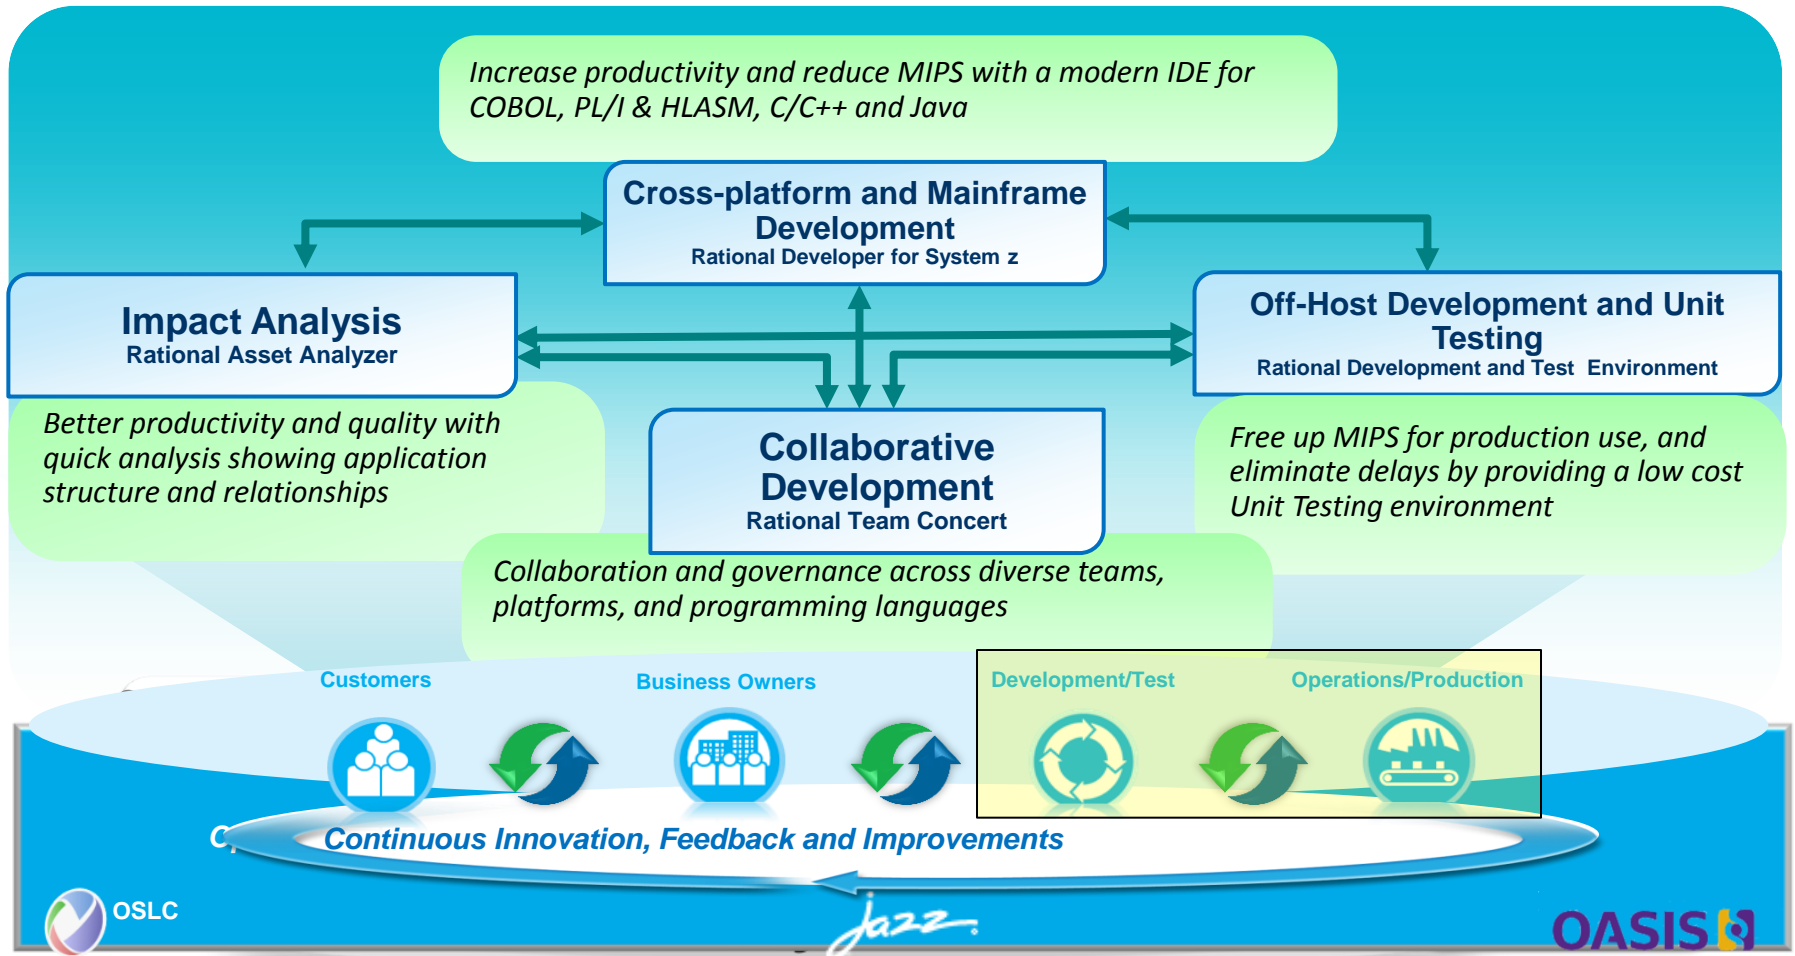 Increase productivity and reduce MIPS with a modern IDE for
COBOL, PL/I & HLASM, C/C++ and Java
Cross-platform and Mainframe
Development
Rational Developer for System z
Impact Analysis
Rational Asset Analyzer
Off-Host Development and Unit
Testing
Rational Development and Test Environment
Better productivity and quality with
quick analysis showing application
structure and relationships
Collaborative
Development
Rational Team Concert
Free up MIPS for production use, and
eliminate delays by providing a low cost
Unit Testing environment
Collaboration and governance across diverse teams,
platforms, and programming languages
Customers
Business Owners
Development/Test
Operations/Production
Continuous Innovation, Feedback and Improvements
OSLC
jazz
OASIS